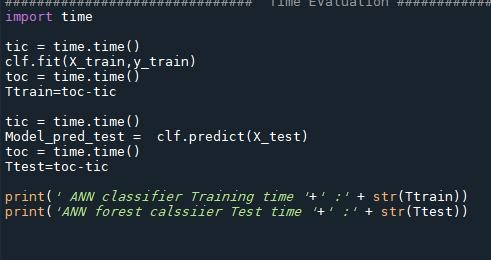 ############################## Time Evaluation ############
import time
tic = time.time()
clf.fit(X_train,y_train)
toc = time.time()
Ttrain=toc-tic
tic = time.time()
Model_pred_test =  clf.predict(X_test)
toc = time.time()
Ttest=toc-tic
print(' ANN classifier Training time '+' :' + str(Ttrain))
print('ANN forest calssiier Test time '+' :' + str(Ttest))